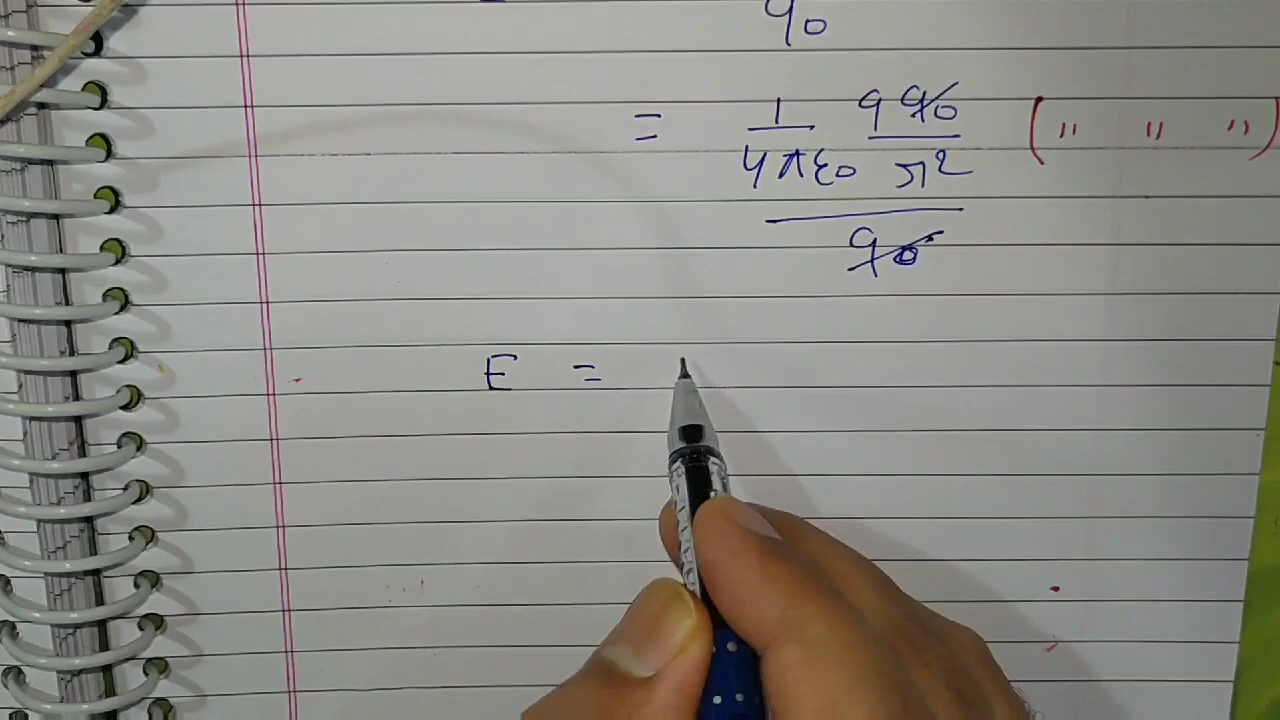 q₀
= 1/4πε₀ qq₀/r² ( " " " )
q₀
E =